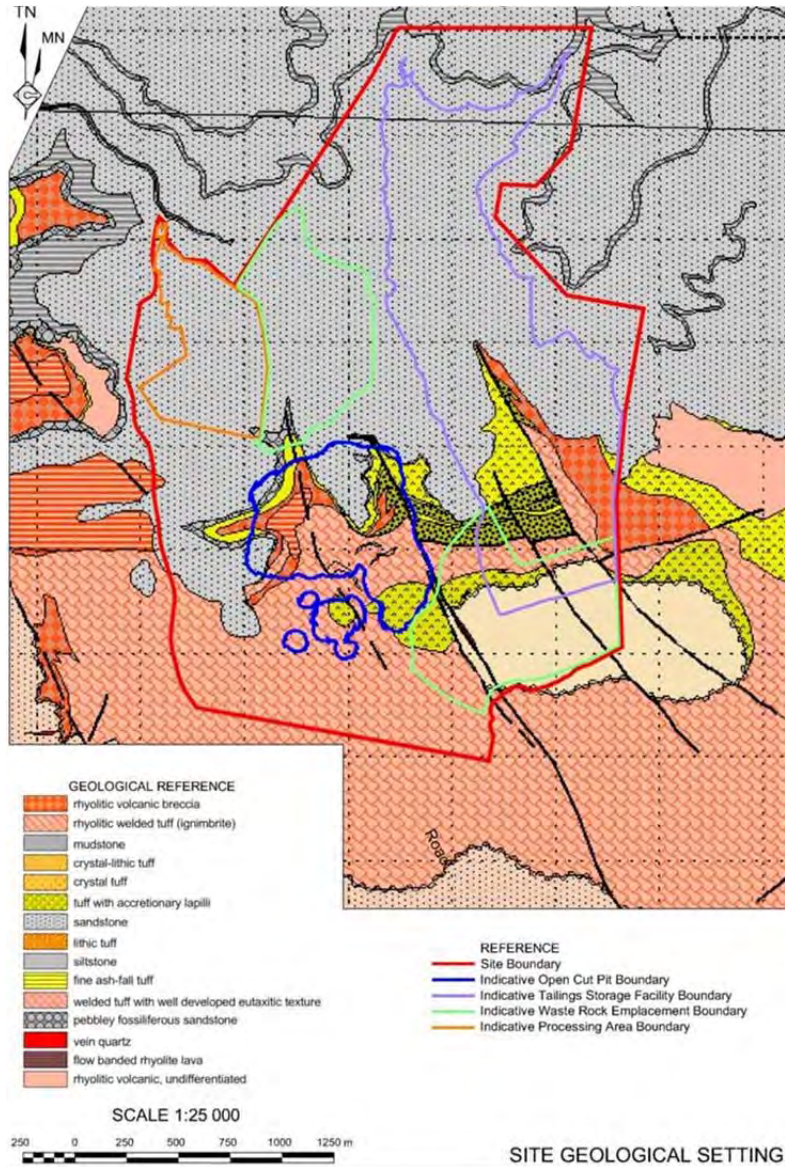 TN
MN
Road
GEOLOGICAL REFERENCE
rhyolitic volcanic breccia
rhyolitic welded tuff (ignimbrite)
mudstone
crystal-lithic tuff
crystal tuff
tuff with accretionary lapilli
sandstone
lithic tuff
siltstone
fine ash-fall tuff
welded tuff with well developed eutaxitic texture
pebbley fossiliferous sandstone
vein quartz
flow banded rhyolite lava
rhyolitic volcanic, undifferentiated
REFERENCE
Site Boundary
Indicative Open Cut Pit Boundary
Indicative Tailings Storage Facility Boundary
Indicative Waste Rock Emplacement Boundary
Indicative Processing Area Boundary
SCALE 1:25 000
250 0 250 500 750 1000 1250 m
SITE GEOLOGICAL SETTING